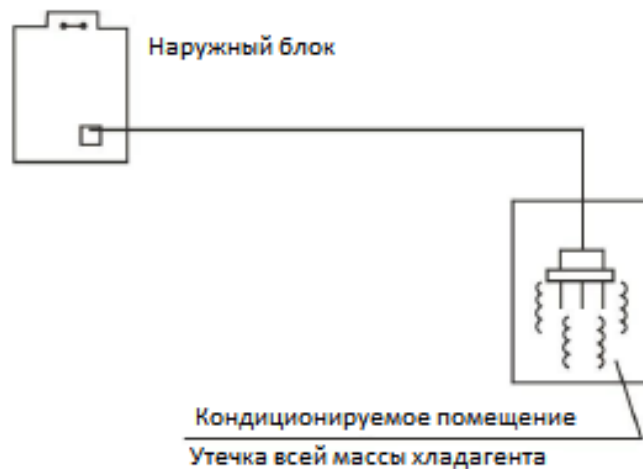 Наружный блок
Кондиционируемое помещение
Утечка всей массы хладагента